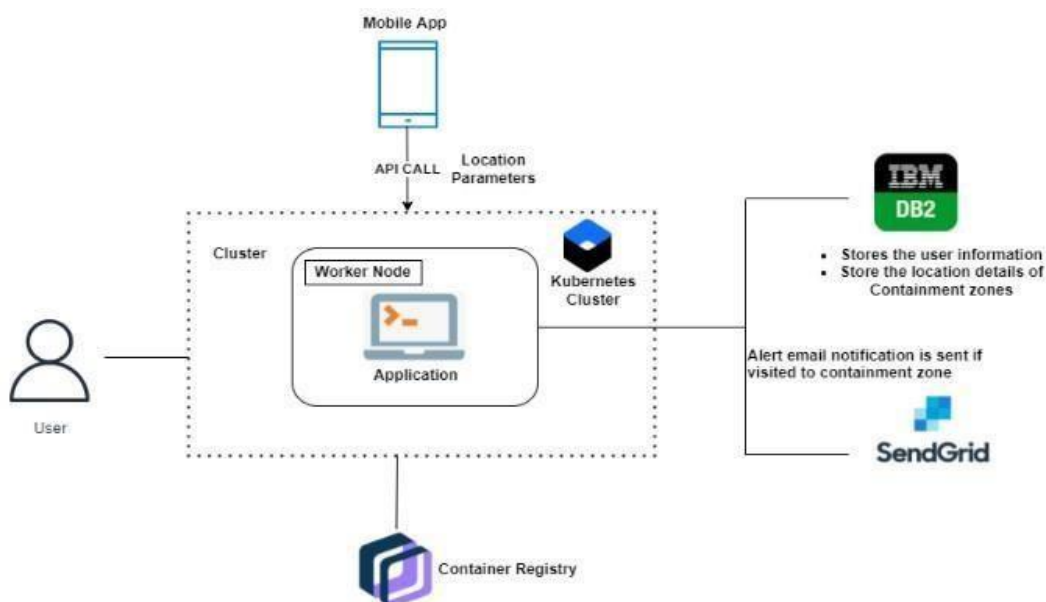 Mobile App
API CALL
Location
Parameters
Cluster
Worker Node
Application
Kubernetes
Cluster
User
Container Registry
IBM
DB2
• Stores the user information
• Store the location details of
Containment zones
Alert email notification is sent if
visited to containment zone
SendGrid